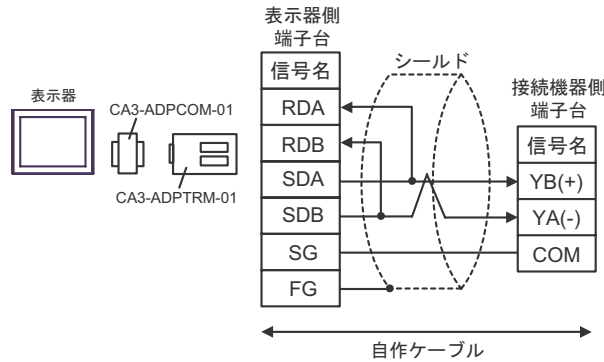 表示器
CA3-ADPCOM-01
CA3-ADPTRM-01
表示器側
端子台
信号名
RDA
RDB
SDA
SDB
SG
FG
シールド
接続機器側
端子台
信号名
YB(+)
YA(-)
COM
自作ケーブル